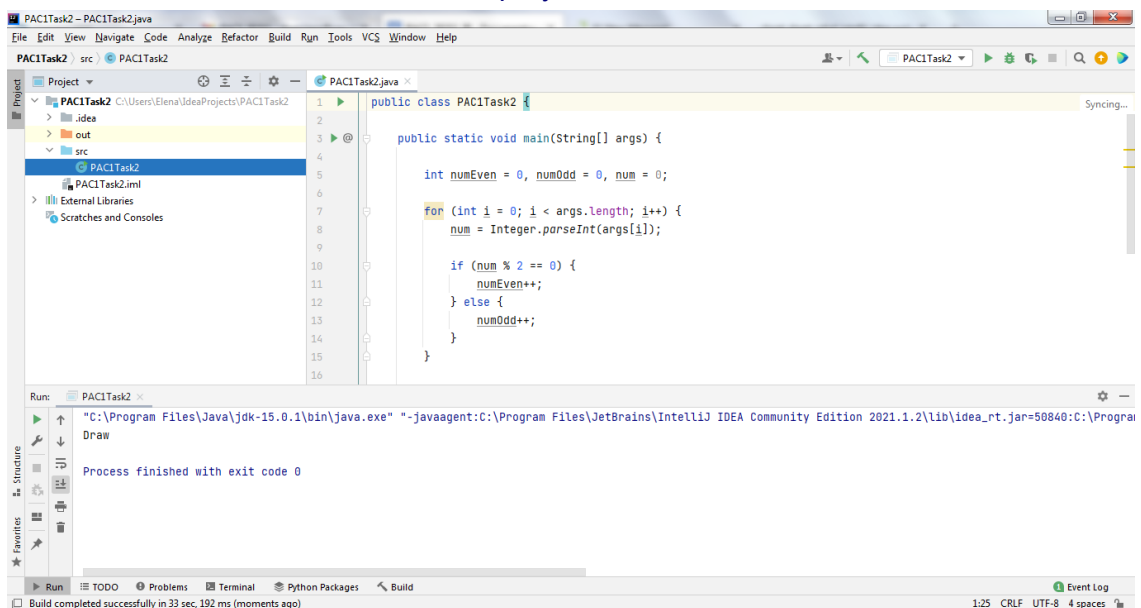 PAC1Task2 – PAC1Task2.java
File Edit View Navigate Code Analyze Refactor Build Run Tools VCS Window Help
PAC1Task2 src PAC1Task2
PAC1Task2
Project
Project
PAC1Task2.java
PAC1Task2 C:\Users\Elena\IdeaProjects\PAC1Task2
.idea
out
src
PAC1Task2
PAC1Task2.iml
External Libraries
Scratches and Consoles
1 public class PAC1Task2 {
Syncing...
2
3 @ public static void main(String[] args) {
4
5 int numEven = 0, numOdd = 0, num = 0;
6
7 for (int i = 0; i < args.length; i++) {
8 num = Integer.parseInt(args[i]);
9
10 if (num % 2 == 0) {
11 numEven++;
12 } else {
13 numOdd++;
14 }
15 }
16
Run: PAC1Task2
"C:\Program Files\Java\jdk-15.0.1\bin\java.exe" "-javaagent:C:\Program Files\JetBrains\IntelliJ IDEA Community Edition 2021.1.2\lib\idea_rt.jar=50840:C:\Progra
Draw
Process finished with exit code 0
Structure
Favorites
Run TODO Problems Terminal Python Packages Build
1 Event Log
Build completed successfully in 33 sec, 192 ms (moments ago)
1:25 CRLF UTF-8 4 spaces